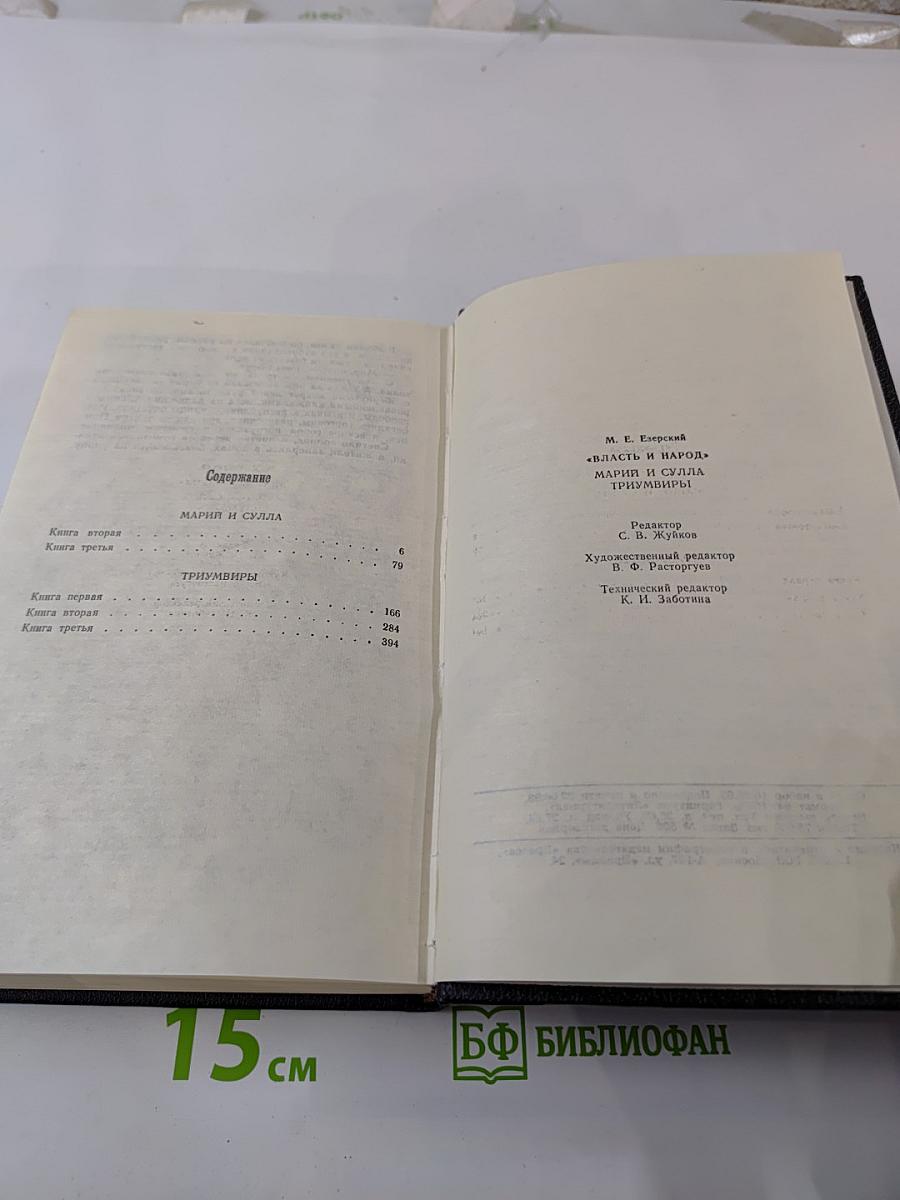 Содержание
МАРИЙ И СУЛЛА
Книга вторая . . . . . . . . . . . . . . . . . 6
Книга третья . . . . . . . . . . . . . . . . . 79
ТРИУМВИРЫ
Книга первая . . . . . . . . . . . . . . . . . 166
Книга вторая . . . . . . . . . . . . . . . . . 284
Книга третья . . . . . . . . . . . . . . . . . 394
М. Е. Езерский
«ВЛАСТЬ И НАРОД»
МАРИЙ И СУЛЛА
ТРИУМВИРЫ
Редактор
С. В. Жуйков
Художественный редактор
В. Ф. Расторгуев
Технический редактор
К. И. Заботина
15 см
БФ БИБЛИОФАН